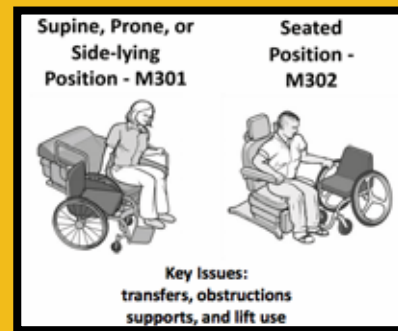 Supine, Prone, or
Side-lying
Position - M301
Seated
Position -
M302
Key Issues:
transfers, obstructions
supports, and lift use